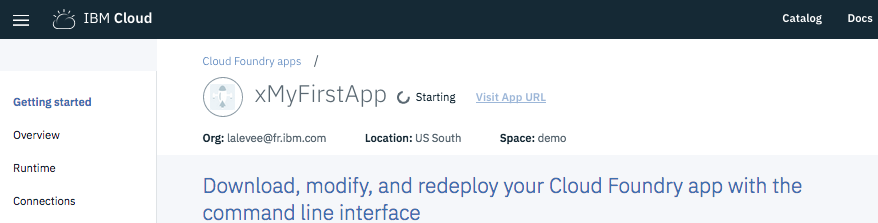 IBM Cloud
Catalog
Docs
Cloud Foundry apps /
xMyFirstApp Starting Visit App URL
Org: lalevee@fr.ibm.com Location: US South Space: demo
Getting started
Overview
Runtime
Connections
Download, modify, and redeploy your Cloud Foundry app with the
command line interface